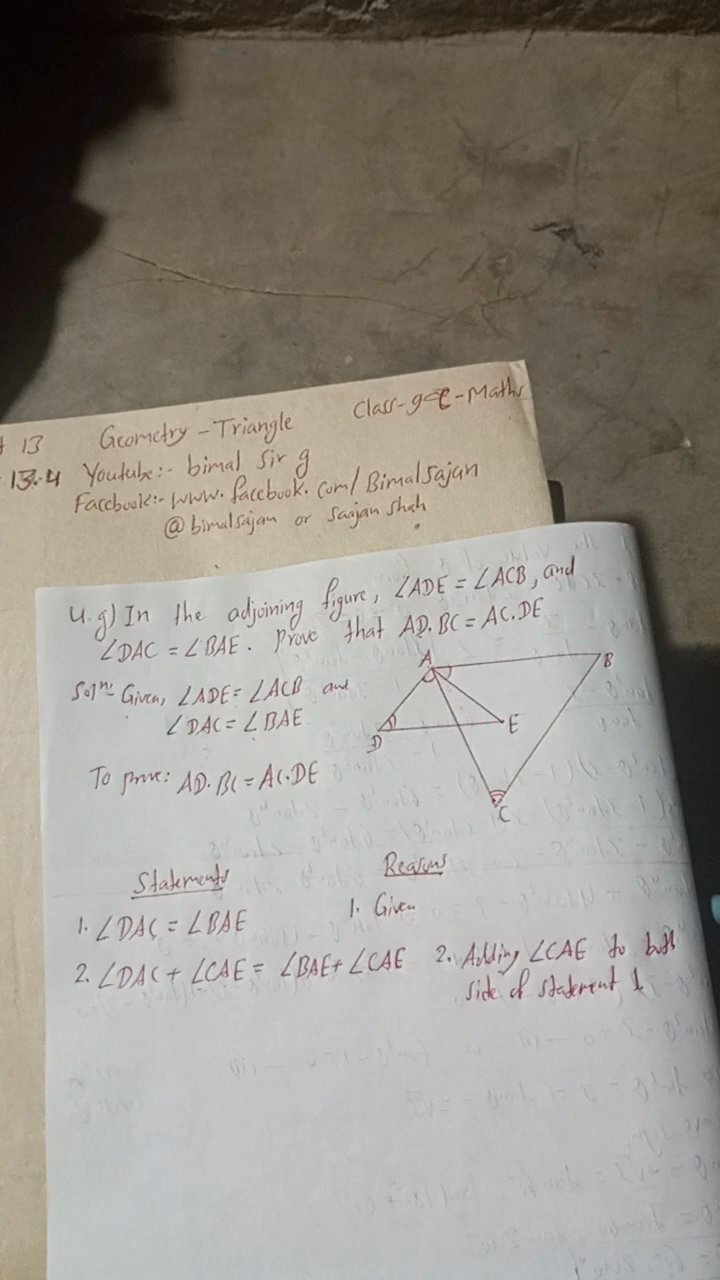 13 Geometry - Triangle Class-9 - Maths
13.4 Youtube:- bimal sir g
Facebook:- www.facebook.com/Bimalsajan
@bimalsajan or Saajan Shah
4.g) In the adjoining figure, ∠ADE = ∠ACB, and
∠DAC = ∠BAE. Prove that AD.BC = AC.DE
Solⁿ: Given, ∠ADE = ∠ACB and
∠DAC = ∠BAE
To prove: AD.BC = AC.DE
A
B
D
E
C
Statements
Reasons
1. ∠DAC = ∠BAE
1. Given
2. ∠DAC + ∠CAE = ∠BAE + ∠CAE
2. Adding ∠CAE to both
side of statement 1